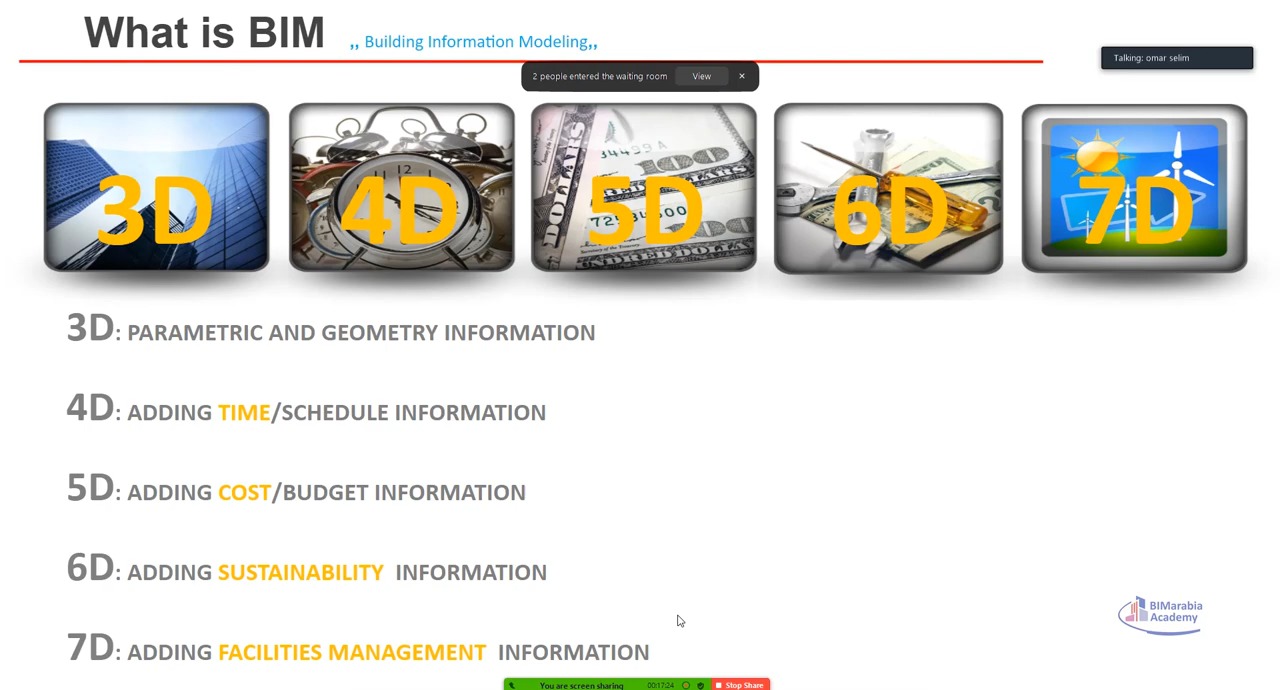 What is BIM
,, Building Information Modeling,,
Talking: omar selim
2 people entered the waiting room View ×
3D 4D 5D 6D 7D
3D: PARAMETRIC AND GEOMETRY INFORMATION
4D: ADDING TIME/SCHEDULE INFORMATION
5D: ADDING COST/BUDGET INFORMATION
6D: ADDING SUSTAINABILITY INFORMATION
7D: ADDING FACILITIES MANAGEMENT INFORMATION
BIMarabia
Academy
You are screen sharing 00:17:24 Stop Share